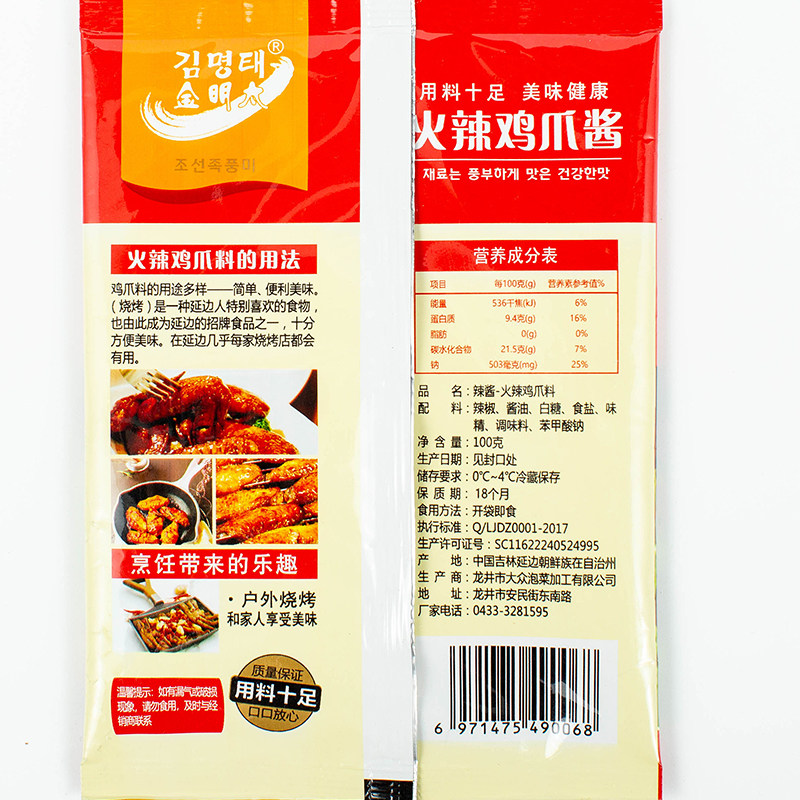 김명태®
金明太
조선족풍미
火辣鸡爪料的用法
鸡爪料的用途多样——简单、便利美味。
（烧烤）是一种延边人特别喜欢的食物，
也由此成为延边的招牌食品之一，十分
方便美味。在延边几乎每家烧烤店都会
有用。
烹饪带来的乐趣
·户外烧烤
和家人享受美味
温馨提示：如有漏气或破损
现象，请勿食用，及时与经
销商联系
质量保证
用料十足
口口放心
用料十足 美味健康
火辣鸡爪酱
재료는 풍부하게 맛은 건강한맛
营养成分表
项目 每100克(g) 营养素参考值%
能量 536千焦(kJ) 6%
蛋白质 9.4克(g) 16%
脂肪 0(g) 0%
碳水化合物 21.5克(g) 7%
钠 503毫克(mg) 25%
品 名：辣酱-火辣鸡爪料
配 料：辣椒、酱油、白糖、食盐、味
精、调味料、苯甲酸钠
净含量：100克
生产日期：见封口处
储存要求：0℃~4℃冷藏保存
保质期：18个月
食用方法：开袋即食
执行标准：Q/LJDZ0001-2017
生产许可证号：SC11622240524995
产 地：中国吉林延边朝鲜族在自治州
生产商：龙井市大众泡菜加工有限公司
地 址：龙井市安民街东南路
厂家电话：0433-3281595
6 971475 490068